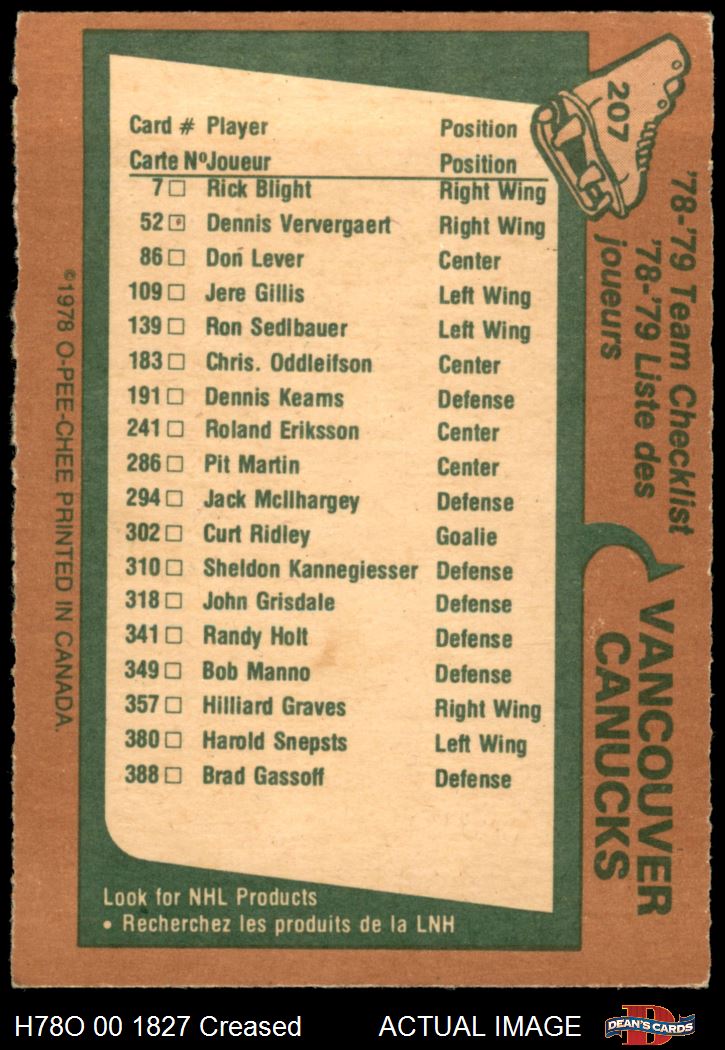 207
'78-'79 Team Checklist
'78-'79 Liste des
joueurs
VANCOUVER
CANUCKS
Card # Player Position
Carte NºJoueur Position
7 □ Rick Blight Right Wing
52 □ Dennis Ververgaert Right Wing
86 □ Don Lever Center
109 □ Jere Gillis Left Wing
139 □ Ron Sedlbauer Left Wing
183 □ Chris. Oddleifson Center
191 □ Dennis Kearns Defense
241 □ Roland Eriksson Center
286 □ Pit Martin Center
294 □ Jack McIlhargey Defense
302 □ Curt Ridley Goalie
310 □ Sheldon Kannegiesser Defense
318 □ John Grisdale Defense
341 □ Randy Holt Defense
349 □ Bob Manno Defense
357 □ Hilliard Graves Right Wing
380 □ Harold Snepsts Left Wing
388 □ Brad Gassoff Defense
Look for NHL Products
• Recherchez les produits de la LNH
©1978 O-PEE-CHEE PRINTED IN CANADA.
H78O 00 1827 Creased ACTUAL IMAGE
D
DEAN'S CARDS